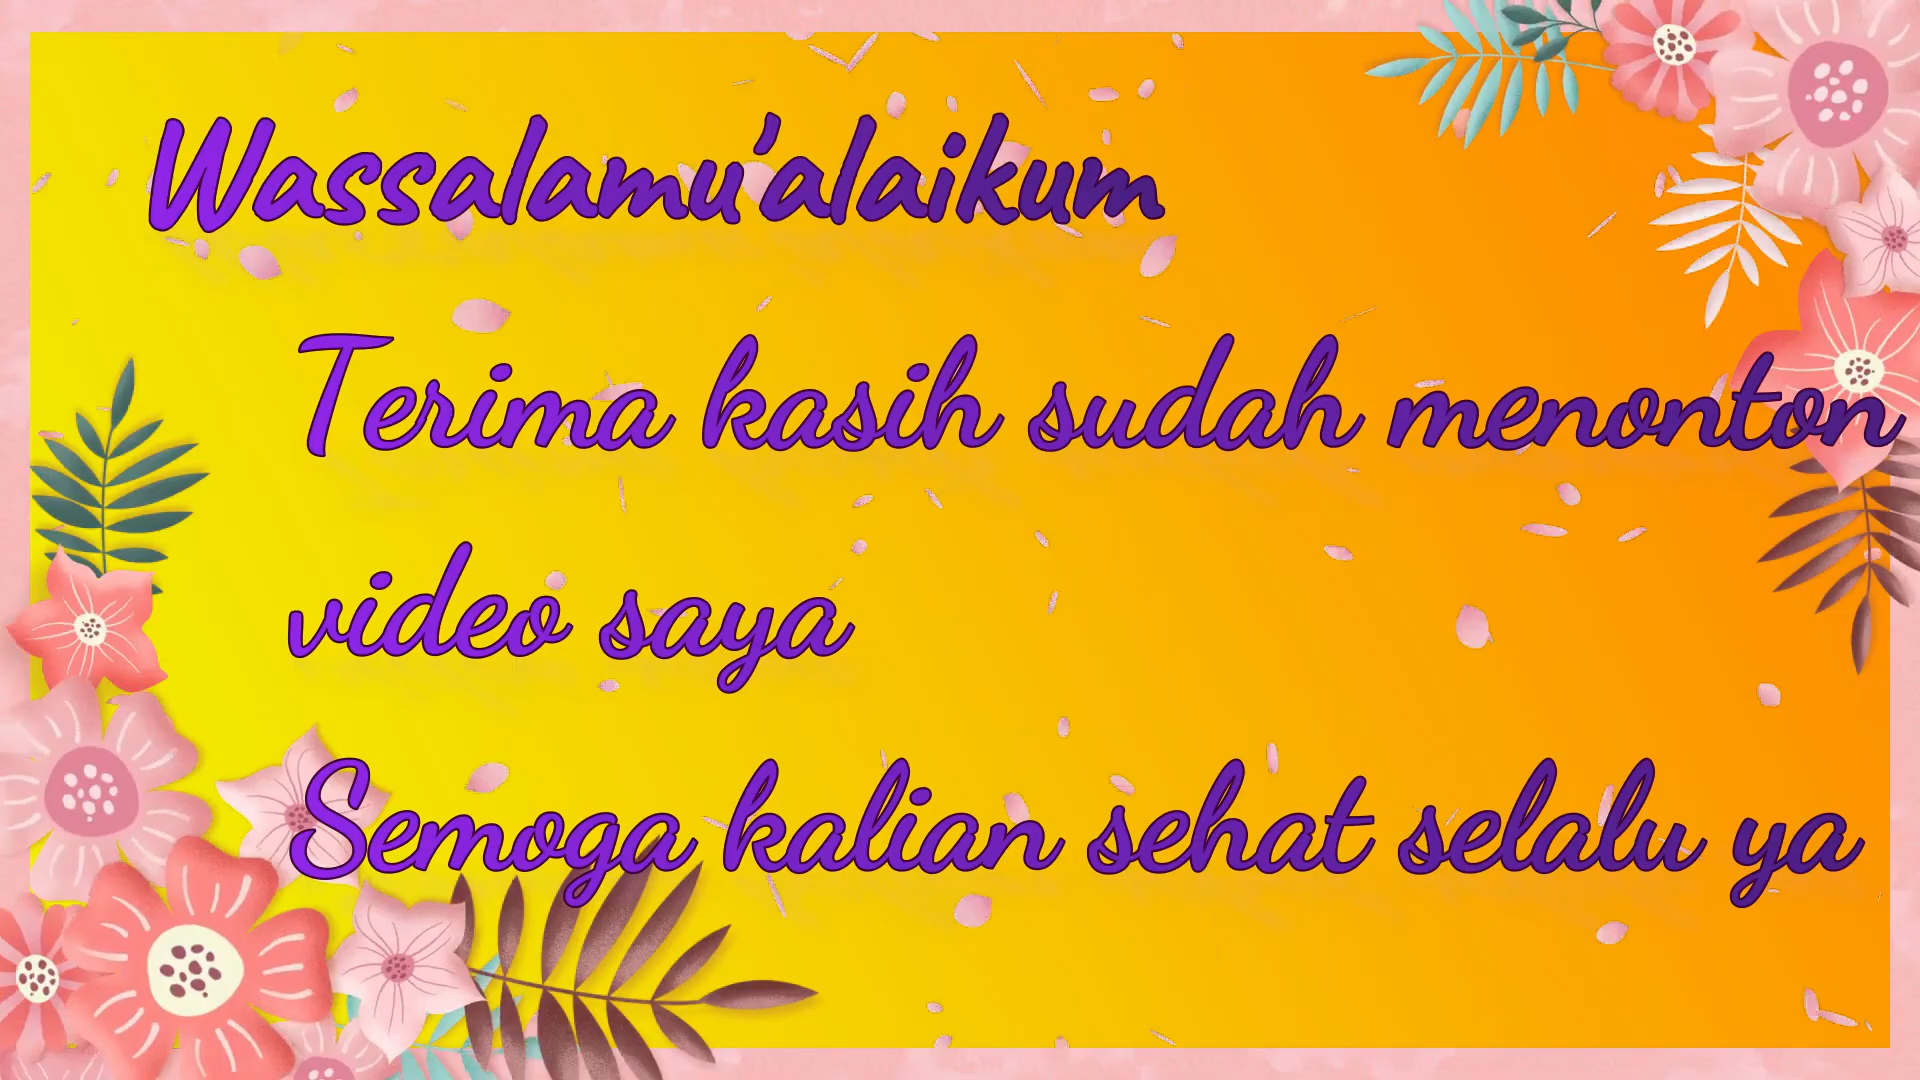 Wassalamu'alaikum
Terima kasih sudah menonton
video saya
Semoga kalian sehat selalu ya